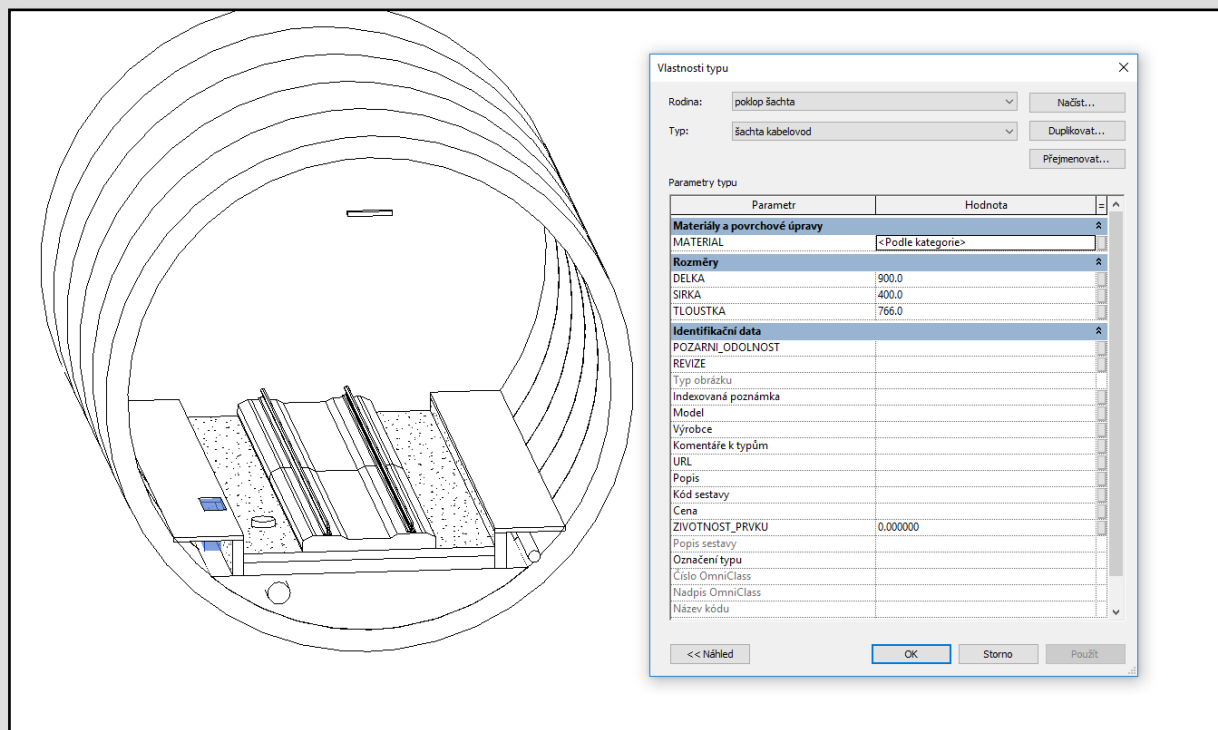 Vlastnosti typu
Rodina: poklop šachta Načíst...
Typ: šachta kabelovod Duplikovat...
Přejmenovat...
Parametry typu
Parametr Hodnota =
Materiály a povrchové úpravy
MATERIAL <Podle kategorie>
Rozměry
DELKA 900.0
SIRKA 400.0
TLOUSTKA 766.0
Identifikační data
POZARNI_ODOLNOST
REVIZE
Typ obrázku
Indexovaná poznámka
Model
Výrobce
Komentáře k typům
URL
Popis
Kód sestavy
Cena
ZIVOTNOST_PRVKU 0.000000
Popis sestavy
Označení typu
Číslo OmniClass
Nadpis OmniClass
Název kódu
<< Náhled OK Storno Použít